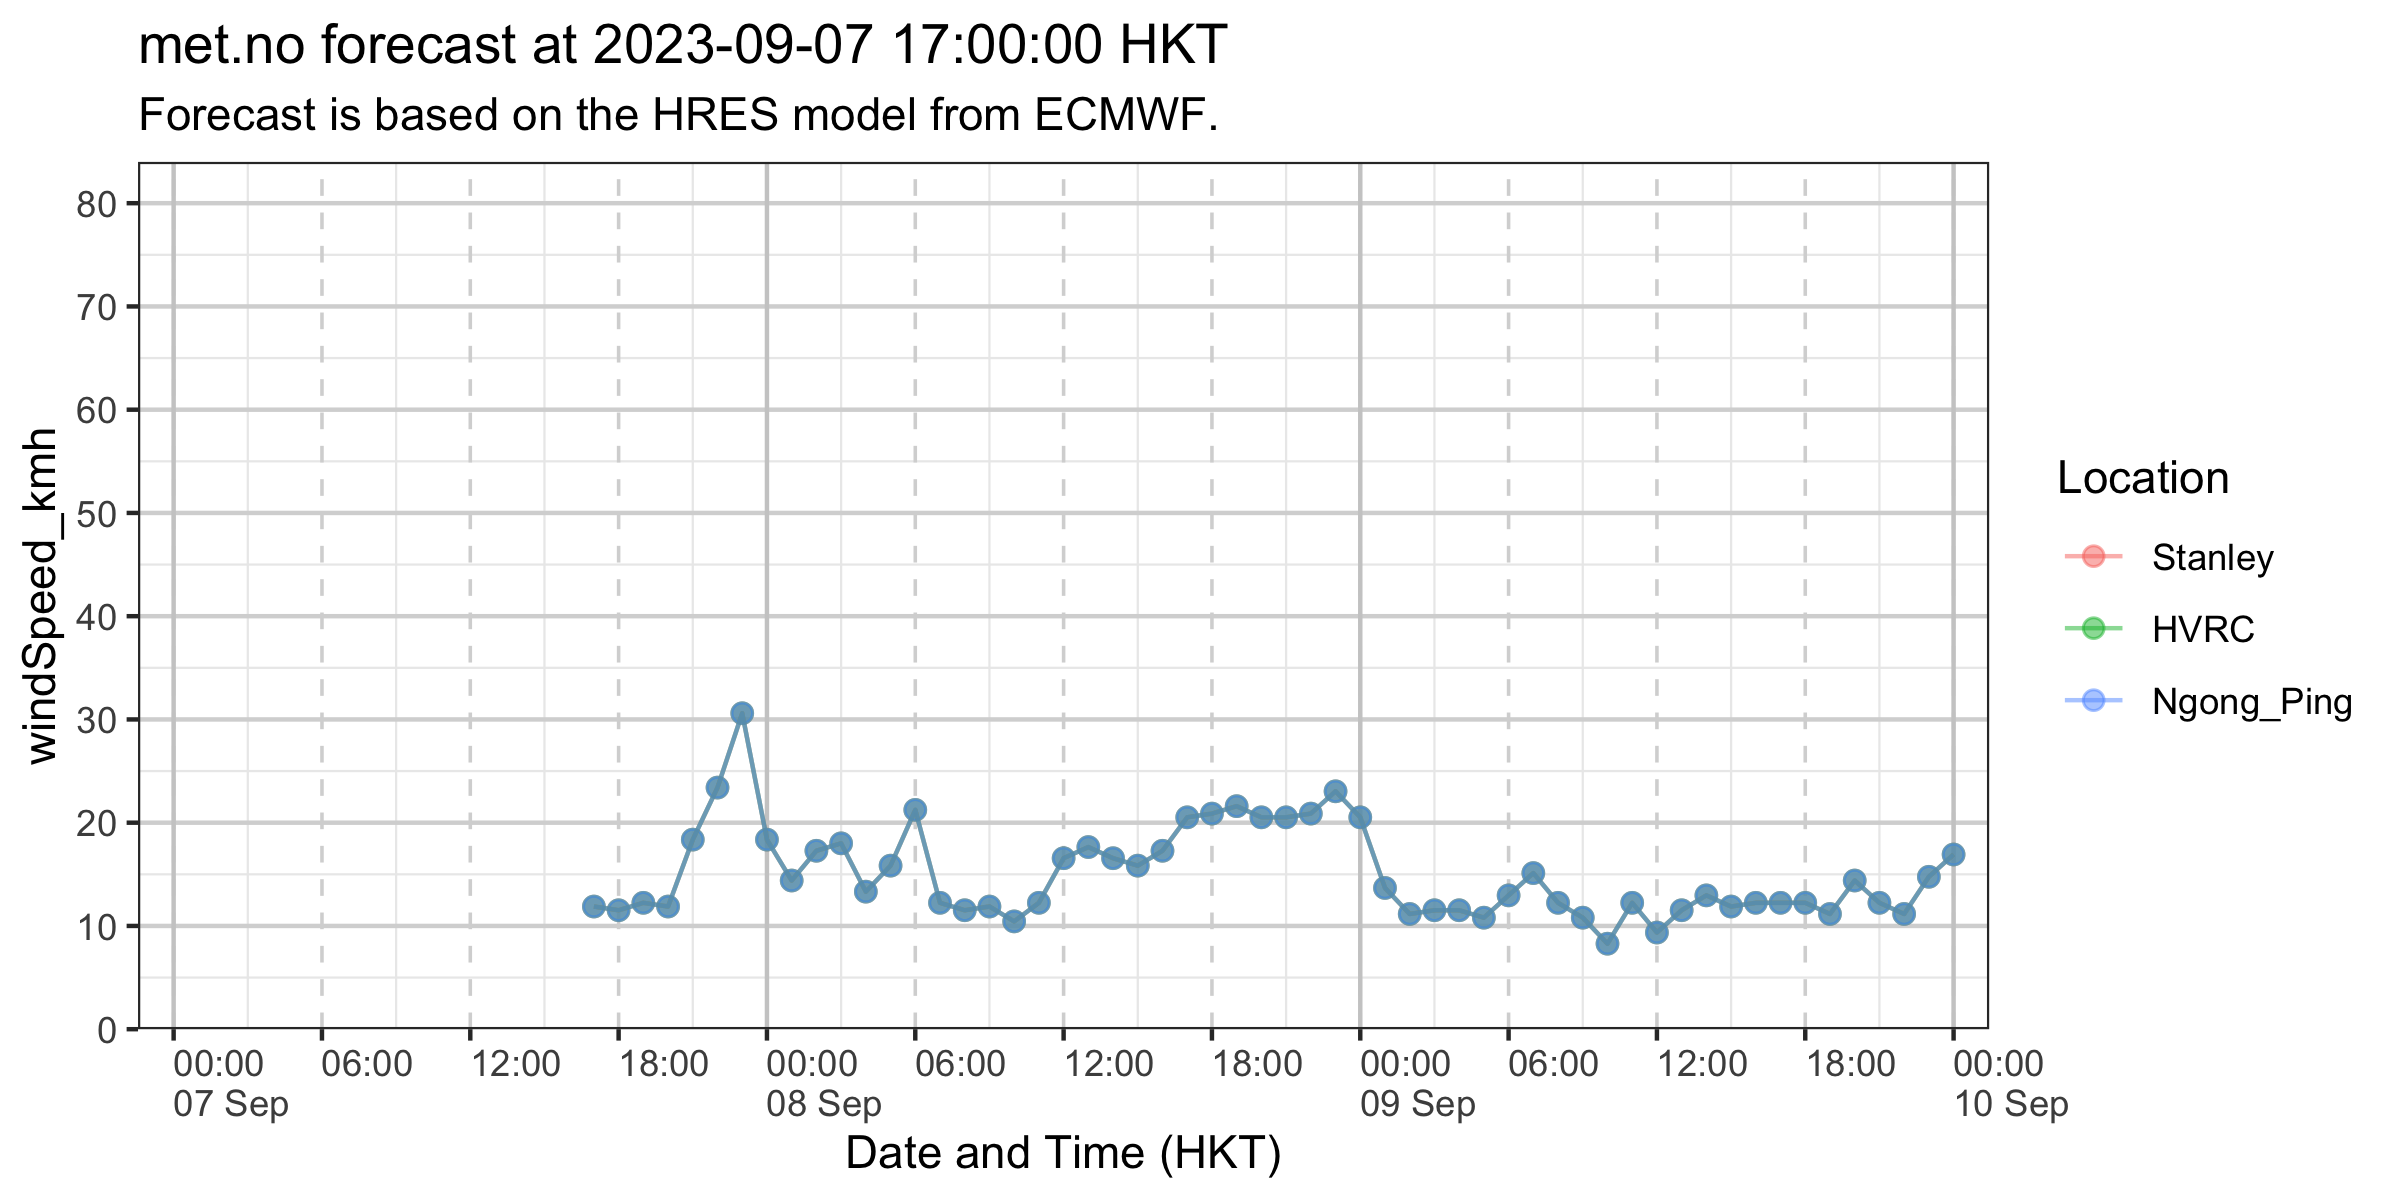 met.no forecast at 2023-09-07 17:00:00 HKT
Forecast is based on the HRES model from ECMWF.
windSpeed_kmh
80
70
60
50
40
30
20
10
0
00:00 06:00 12:00 18:00 00:00 06:00 12:00 18:00 00:00 06:00 12:00 18:00 00:00
07 Sep 08 Sep 09 Sep 10 Sep
Date and Time (HKT)
Location
Stanley
HVRC
Ngong_Ping